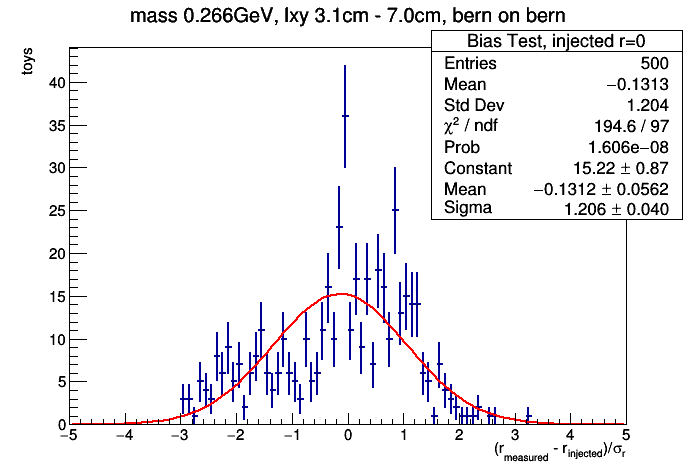 mass 0.266GeV, lxy 3.1cm - 7.0cm, bern on bern
Bias Test, injected r=0
Entries 500
Mean −0.1313
Std Dev 1.204
χ² / ndf 194.6 / 97
Prob 1.606e−08
Constant 15.22 ± 0.87
Mean −0.1312 ± 0.0562
Sigma 1.206 ± 0.040
toys
40
35
30
25
20
15
10
5
0
−5 −4 −3 −2 −1 0 1 2 3 4 5
(r_measured - r_injected)/σ_r